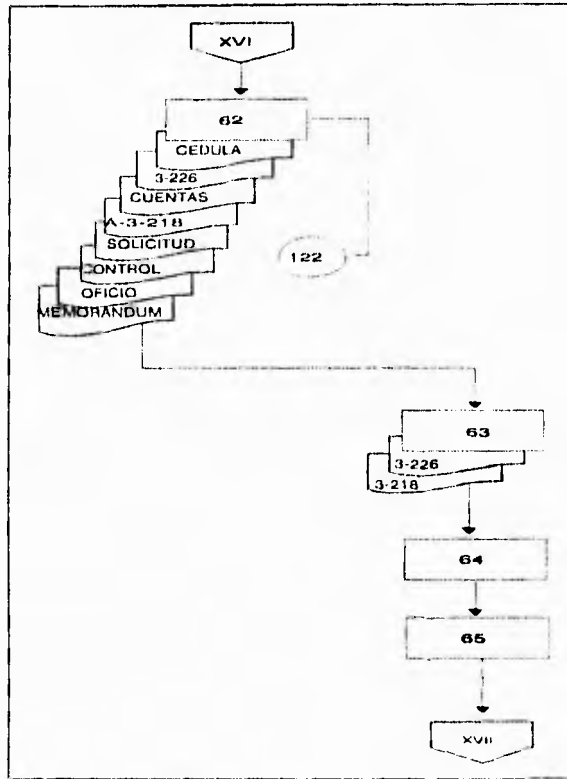 XVI
62
CEDULA
3-226
CUENTAS
A-3-218
SOLICITUD
122
CONTROL
OFICIO
MEMORANDUM
63
3-226
3-218
64
65
XVII